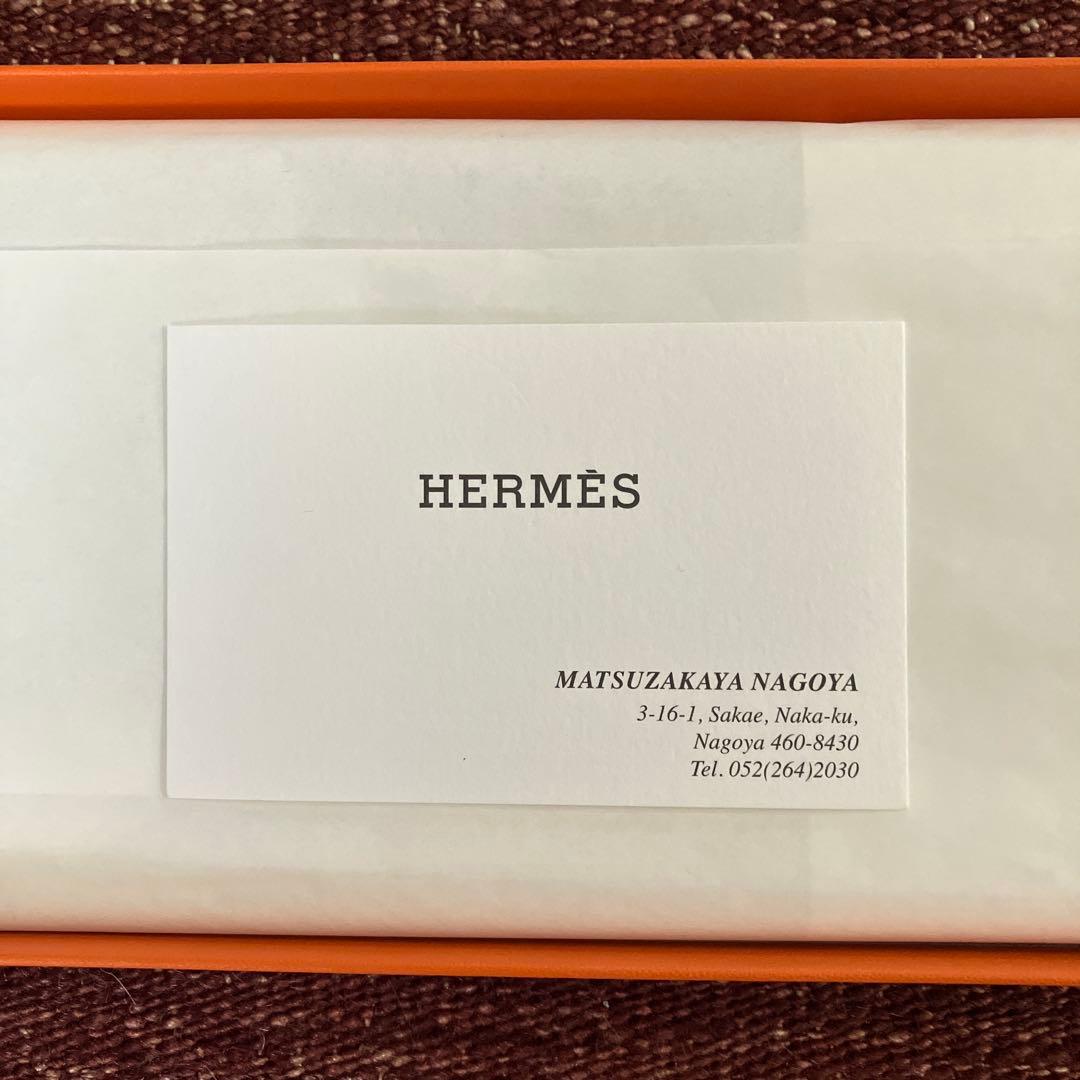 HERMÈS
MATSUZAKAYA NAGOYA
3-16-1, Sakae, Naka-ku,
Nagoya 460-8430
Tel. 052(264)2030